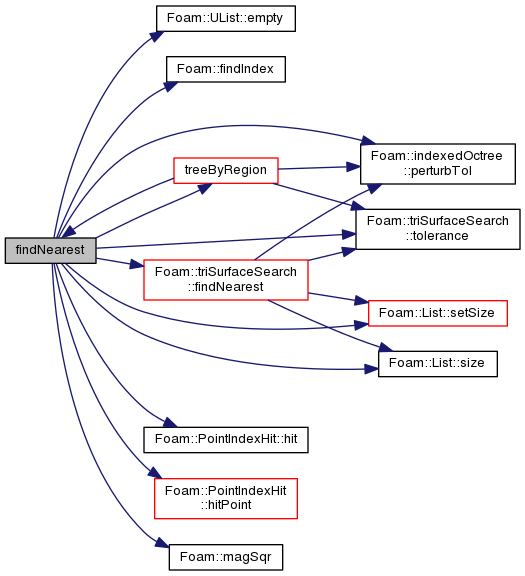 Foam::UList::empty
Foam::findIndex
Foam::indexedOctree
::perturbTol
treeByRegion
Foam::triSurfaceSearch
::tolerance
findNearest
Foam::triSurfaceSearch
::findNearest
Foam::List::setSize
Foam::List::size
Foam::PointIndexHit::hit
Foam::PointIndexHit
::hitPoint
Foam::magSqr